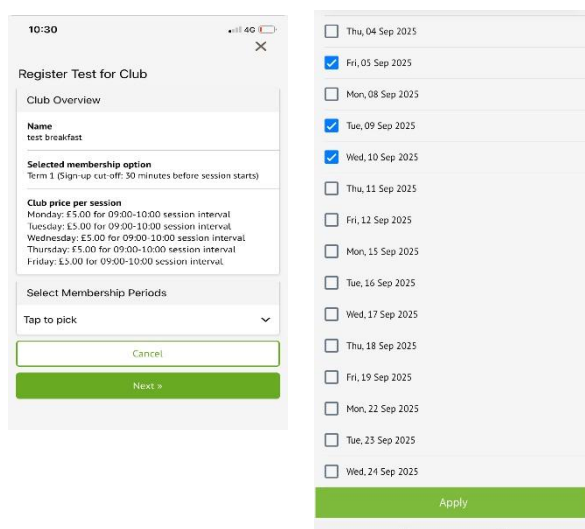 10:30
4G
Register Test for Club
Club Overview
Name
test breakfast
Selected membership option
Term 1 (Sign-up cut-off: 30 minutes before session starts)
Club price per session
Monday: £5.00 for 09:00-10:00 session interval
Tuesday: £5.00 for 09:00-10:00 session interval
Wednesday: £5.00 for 09:00-10:00 session interval
Thursday: £5.00 for 09:00-10:00 session interval
Friday: £5.00 for 09:00-10:00 session interval
Select Membership Periods
Tap to pick
Cancel
Next »
Thu, 04 Sep 2025
Fri, 05 Sep 2025
Mon, 08 Sep 2025
Tue, 09 Sep 2025
Wed, 10 Sep 2025
Thu, 11 Sep 2025
Fri, 12 Sep 2025
Mon, 15 Sep 2025
Tue, 16 Sep 2025
Wed, 17 Sep 2025
Thu, 18 Sep 2025
Fri, 19 Sep 2025
Mon, 22 Sep 2025
Tue, 23 Sep 2025
Wed, 24 Sep 2025
Apply